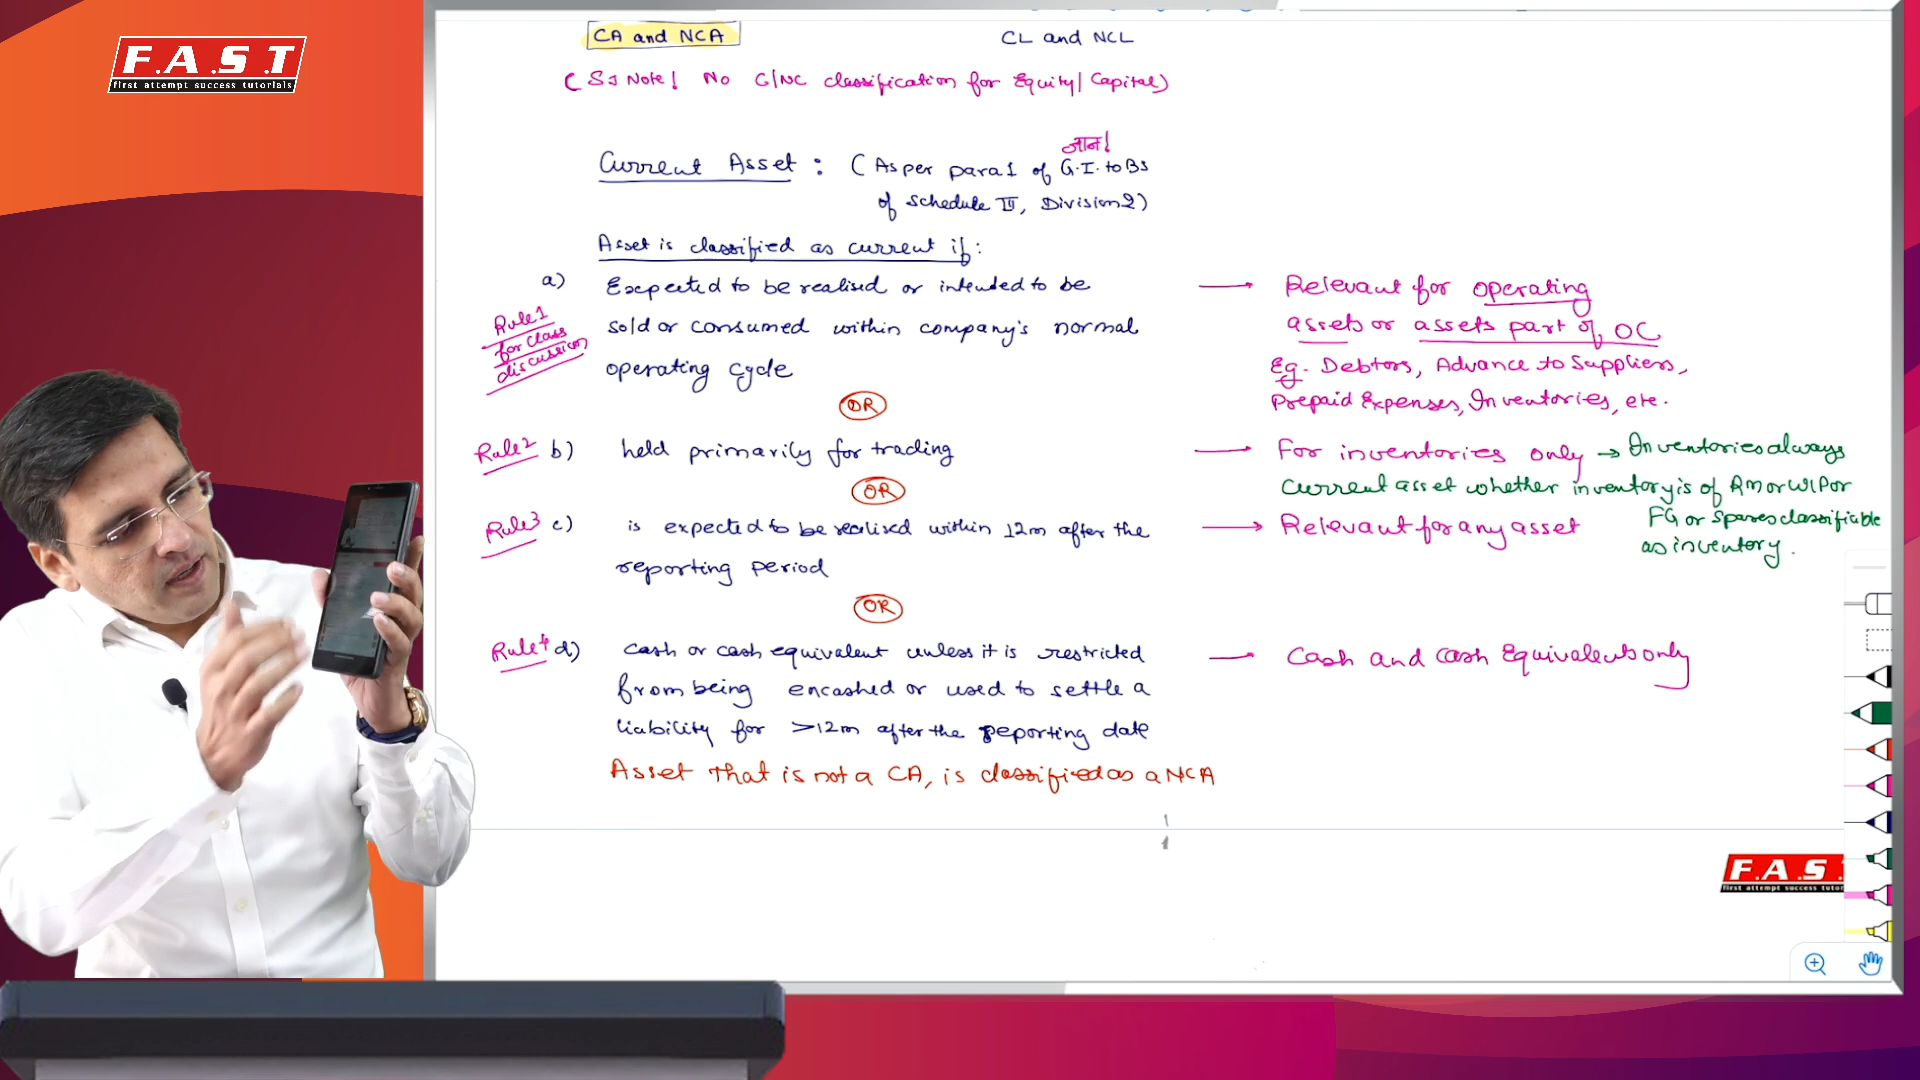 F.A.S.T
first attempt success tutorials
CA and NCA
CL and NCL
(SJ Note! No C/NC classification for Equity/Capital)
जान!
Current Asset : (As per para 1 of G.I. to BS
of Schedule III, Division 2)
Asset is classified as current if:
a) Expected to be realised or intended to be
sold or consumed within company's normal
operating cycle
Rule 1
for class
discussion
→ Relevant for operating
assets or assets part of OC
Eg. Debtors, Advance to Suppliers,
Prepaid Expenses, Inventories, etc.
OR
Rule 2 b) held primarily for trading
— For inventories only → Inventories always
current asset whether inventory is of RM or WIP or
FG or spares classifiable
as inventory.
OR
Rule 3 c) is expected to be realised within 12m after the
reporting period
→ Relevant for any asset
OR
Rule 4 d) cash or cash equivalent unless it is restricted
from being encashed or used to settle a
liability for >12m after the reporting date
— Cash and Cash Equivalents only
Asset that is not a CA, is classified as a NCA
F.A.S.
first attempt success tutor